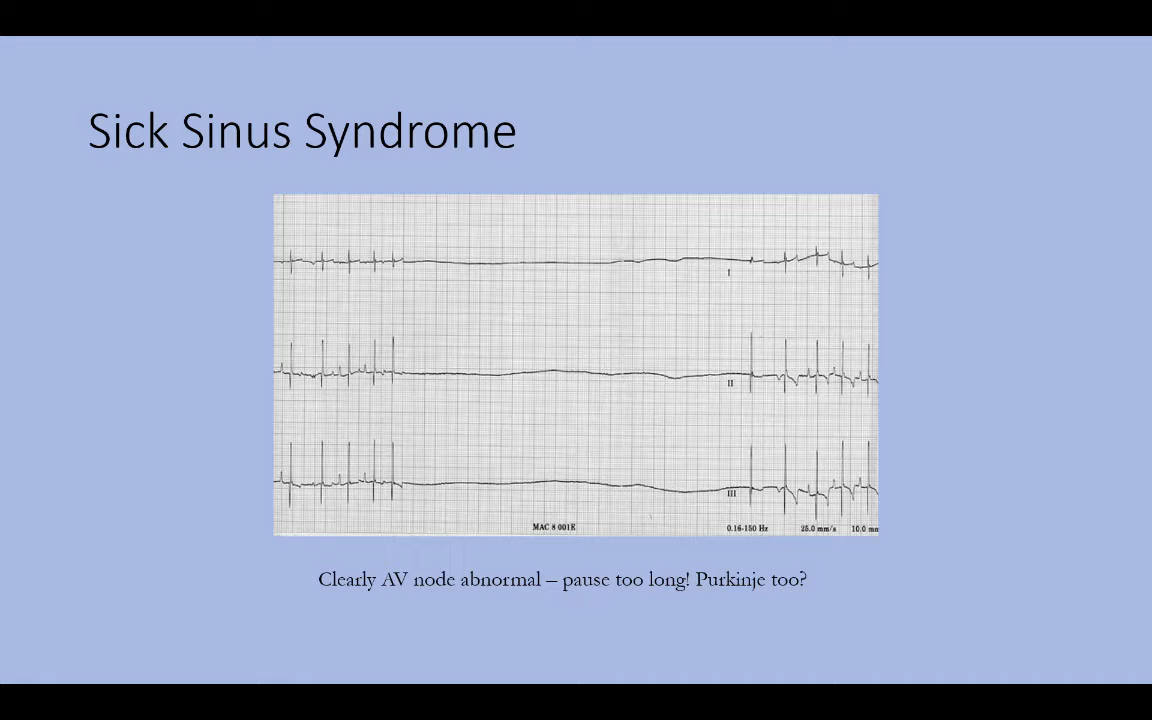 Sick Sinus Syndrome
I
II
III
MAC 8 001E 0.16-150 Hz 25.0 mm/s 10.0 mm
Clearly AV node abnormal – pause too long! Purkinje too?